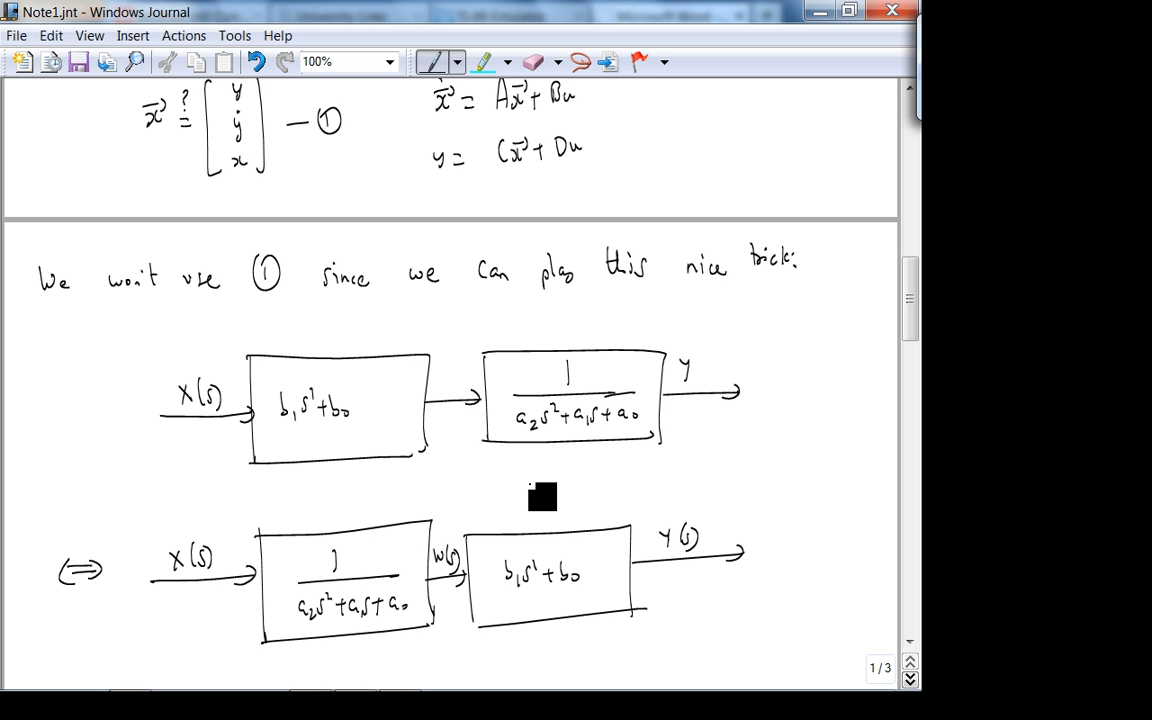 Note1.jnt - Windows Journal
File Edit View Insert Actions Tools Help
100%
x⃗ ≟ [y ẏ x] — ①
ẋ⃗ = Ax⃗ + Bu
y = Cx⃗ + Du
We won't use ① since we can play this nice trick:
X(s) b₁s¹+b₀ 1/(a₂s²+a₁s+a₀) Y
⇔ X(s) 1/(a₂s²+a₁s+a₀) W(s) b₁s¹+b₀ Y(s)
1 / 3